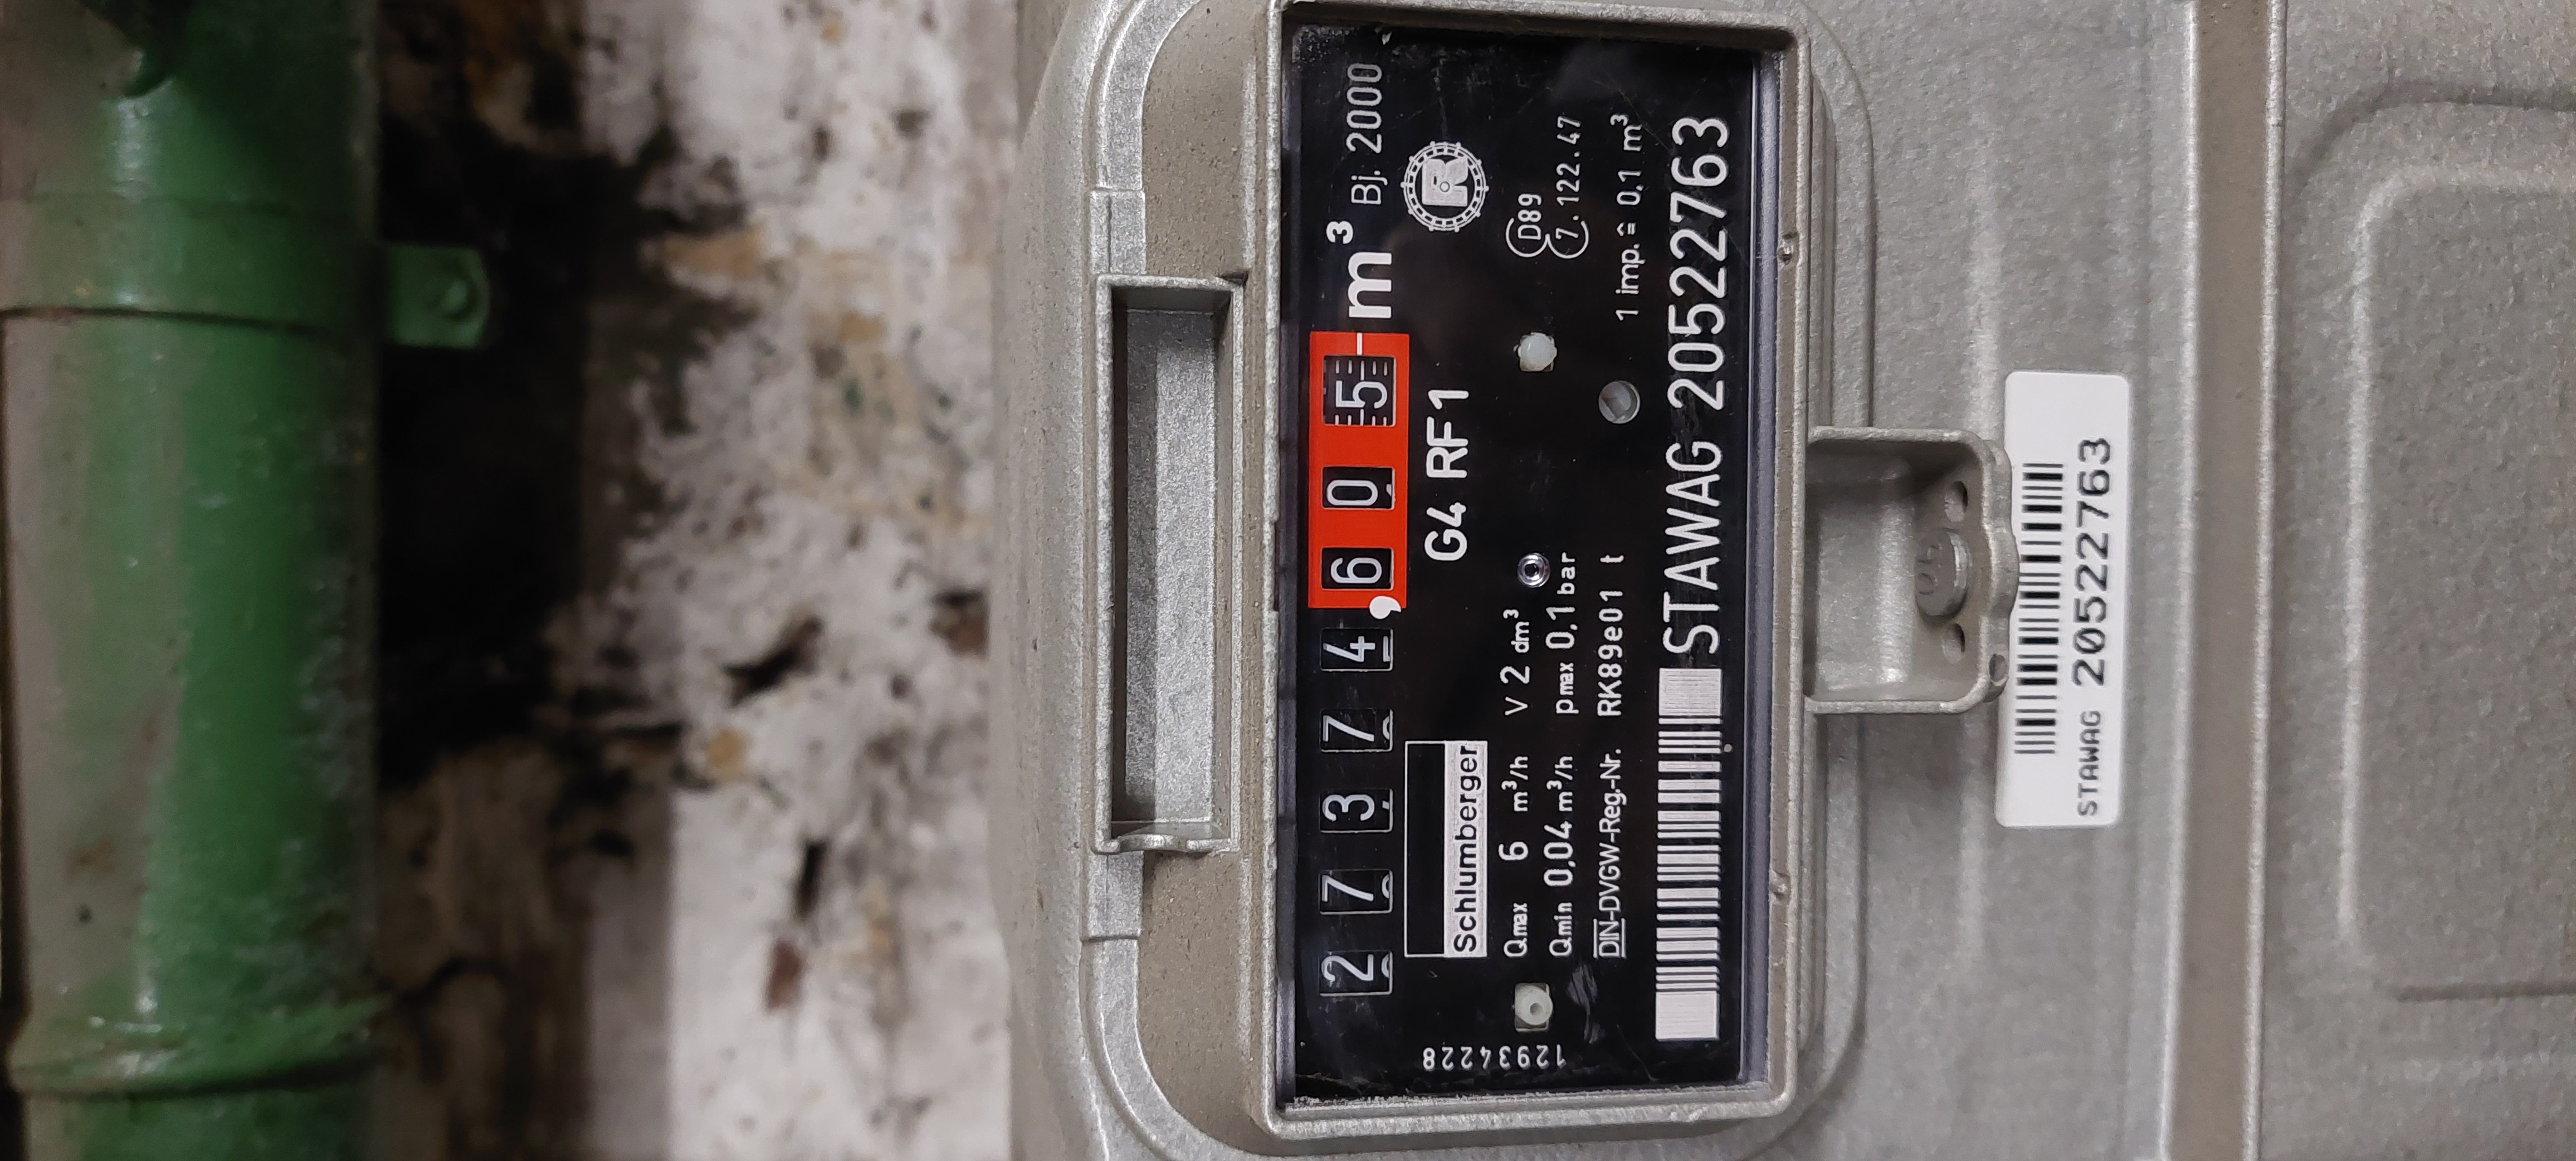 27374,605 m³ Bj. 2000
Schlumberger
G4 RF1
R
12934228
Qmax 6 m³/h V 2 dm³
Qmin 0,04 m³/h pmax 0,1 bar
DIN-DVGW-Reg.-Nr. RK89e01 t
D89
7.122.47
1 imp. ≙ 0,1 m³
STAWAG 20522763
STAWAG 20522763